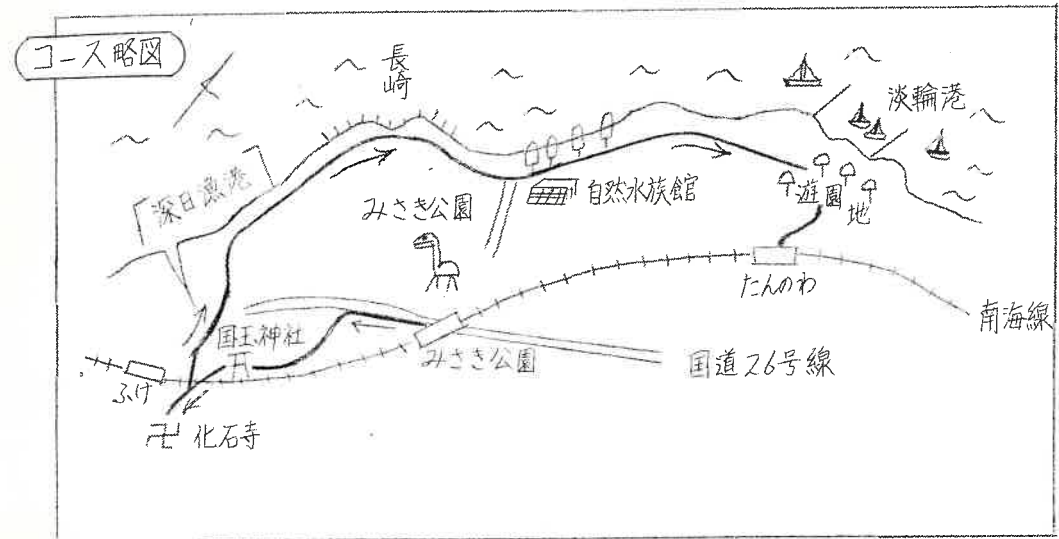 コース略図
長崎
淡輪港
深日漁港
みさき公園
自然水族館
遊園地
たんのわ
南海線
国玉神社
みさき公園
国道26号線
ふけ
化石寺